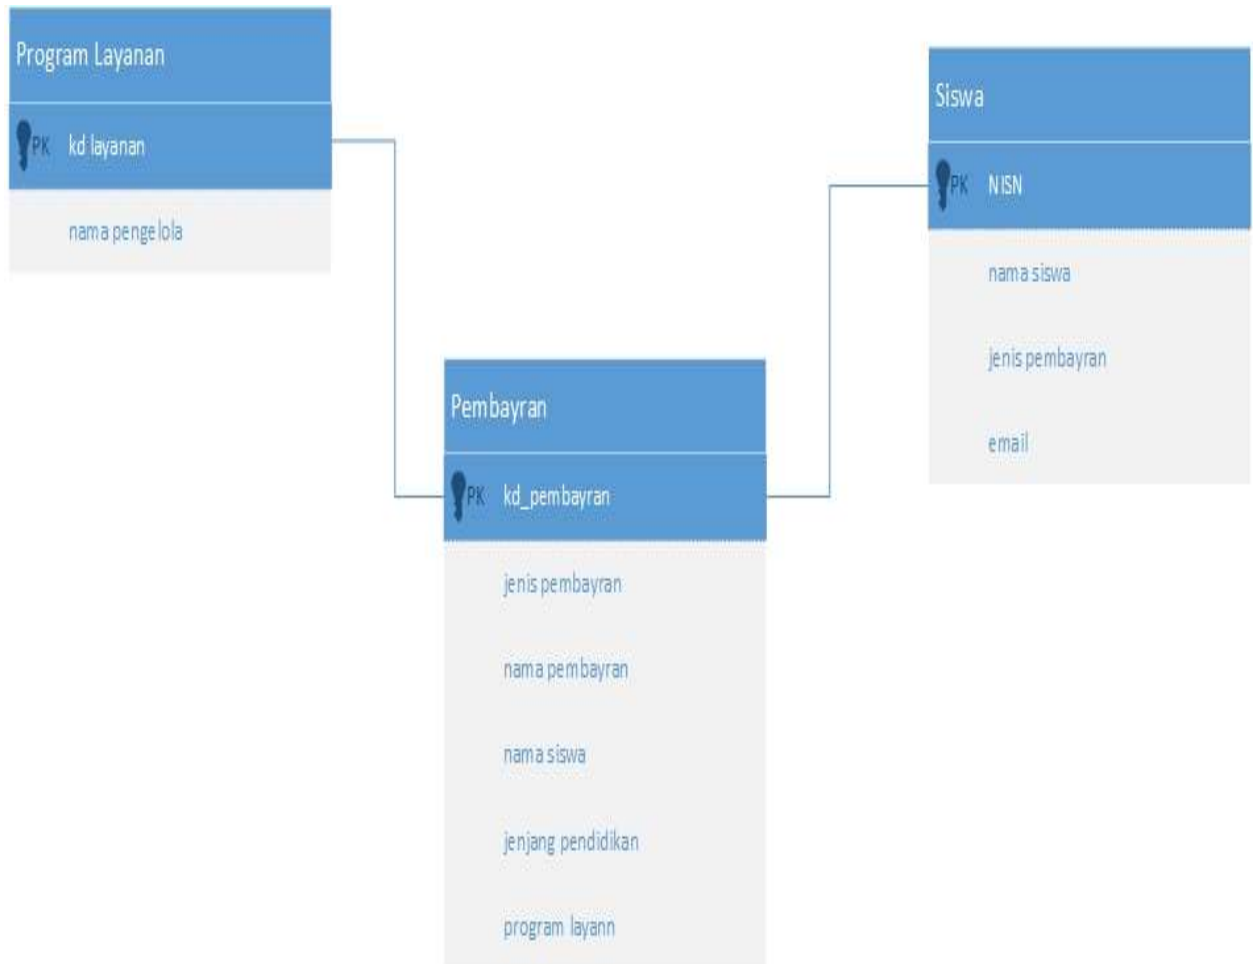 Program Layanan
PK kd layanan
nama pengelola
Siswa
PK NISN
nama siswa
jenis pembayran
email
Pembayran
PK kd_pembayran
jenis pembayran
nama pembayran
nama siswa
jenjang pendidikan
program layann